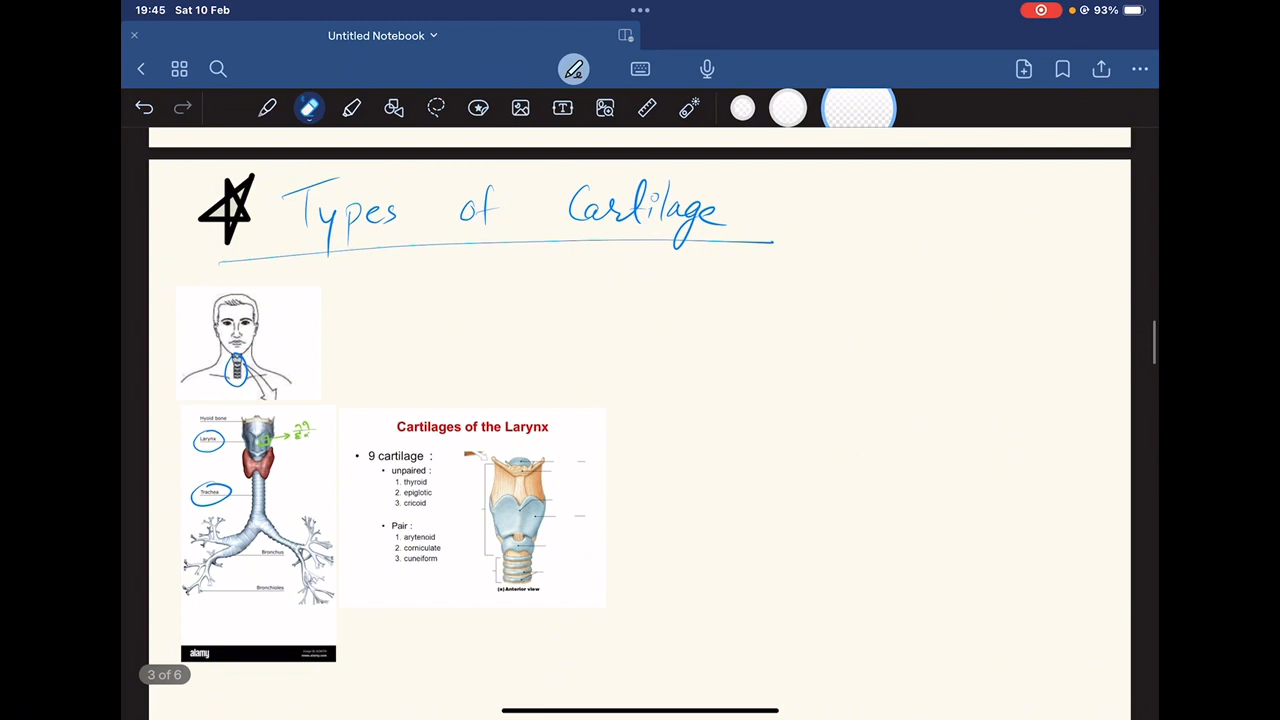 19:45 Sat 10 Feb
93%
Untitled Notebook
Types of Cartilage
Hyoid bone
Larynx
Trachea
Bronchus
Bronchioles
alamy
Cartilages of the Larynx
• 9 cartilage :
• unpaired :
1. thyroid
2. epiglotic
3. cricoid
• Pair :
1. arytenoid
2. corniculate
3. cuneiform
(a) Anterior view
3 of 6